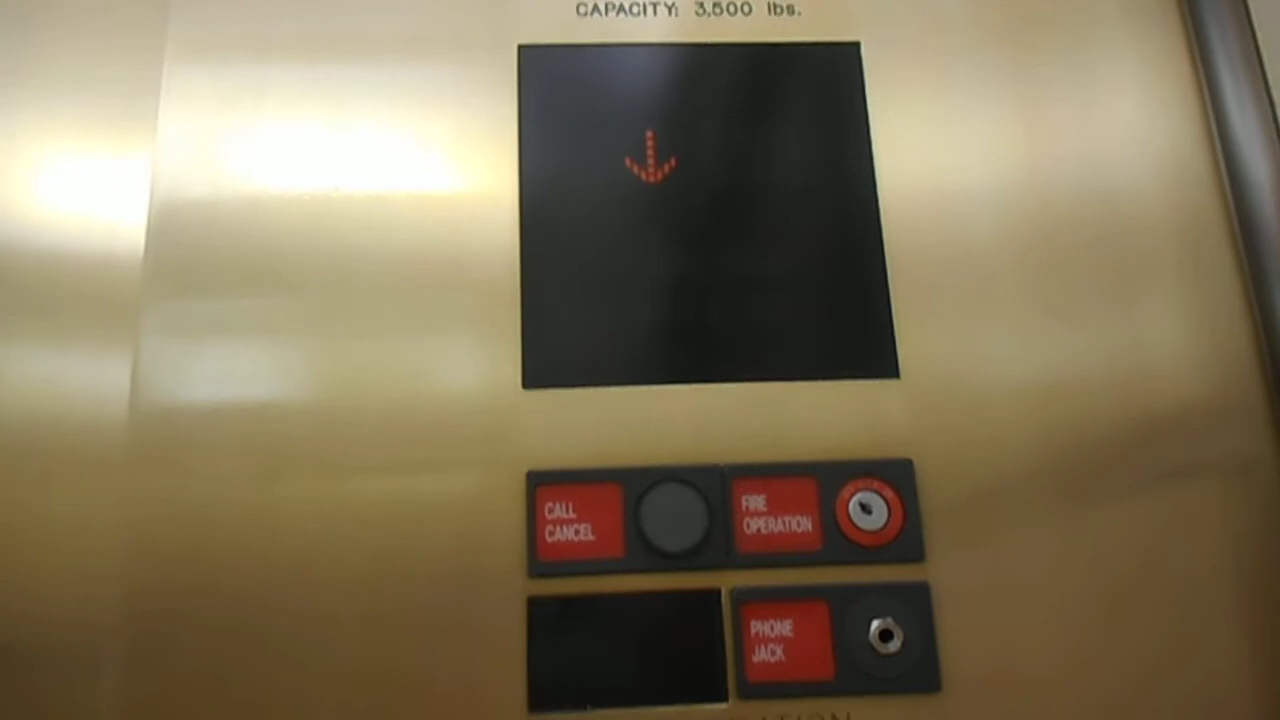 CAPACITY: 3,500 lbs.
CALL
CANCEL
FIRE
OPERATION
PHONE
JACK